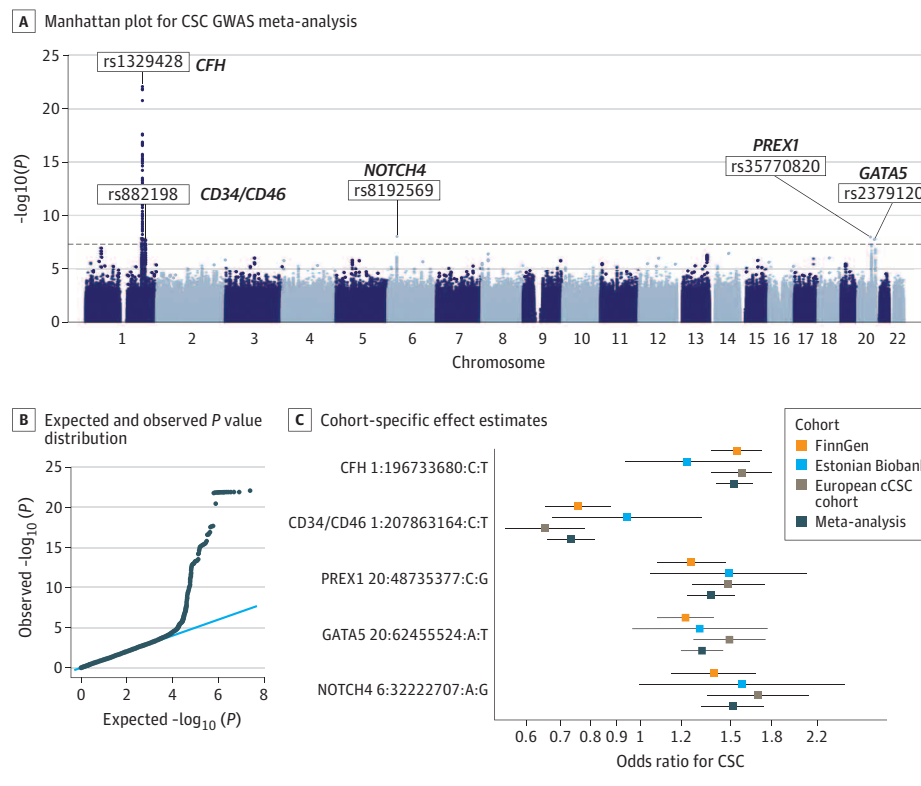 A Manhattan plot for CSC GWAS meta-analysis
25
20
15
10
5
0
-log10(P)
rs1329428 CFH
rs882198 CD34/CD46
NOTCH4
rs8192569
PREX1
rs35770820
GATA5
rs2379120
1 2 3 4 5 6 7 8 9 10 11 12 13 14 15 16 17 18 20 22
Chromosome
B Expected and observed P value
distribution
25
20
15
10
5
0
Observed -log10 (P)
0 2 4 6 8
Expected -log10 (P)
C Cohort-specific effect estimates
CFH 1:196733680:C:T
CD34/CD46 1:207863164:C:T
PREX1 20:48735377:C:G
GATA5 20:62455524:A:T
NOTCH4 6:32222707:A:G
0.6 0.7 0.8 0.9 1 1.2 1.5 1.8 2.2
Odds ratio for CSC
Cohort
FinnGen
Estonian Biobank
European cCSC
cohort
Meta-analysis